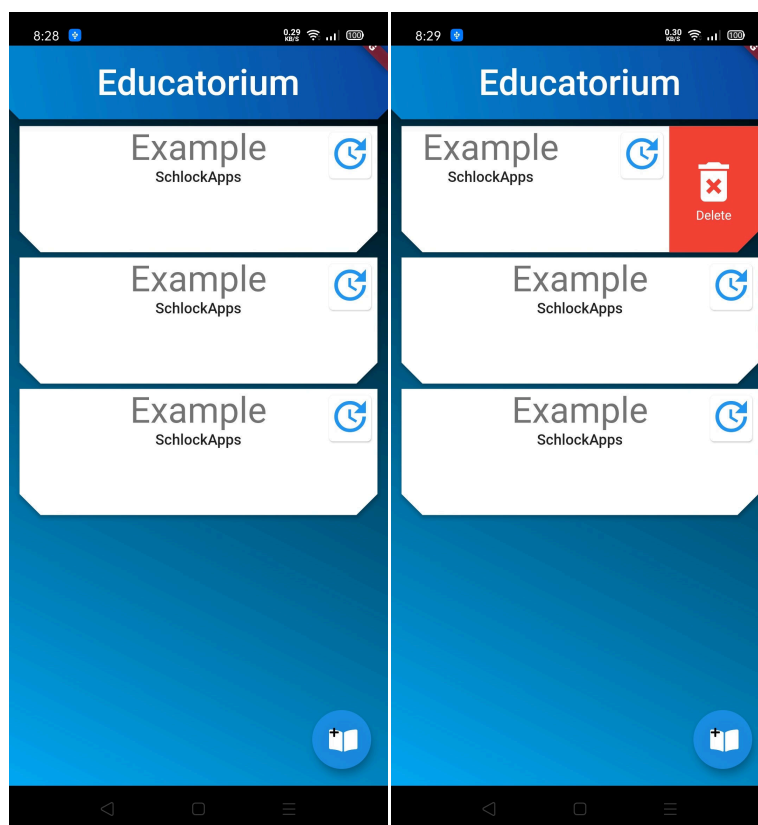 8:28
0.29
KB/S
100
Educatorium
Example
SchlockApps
Example
SchlockApps
Example
SchlockApps
8:29
0.30
KB/S
100
Educatorium
Example
SchlockApps
Delete
Example
SchlockApps
Example
SchlockApps